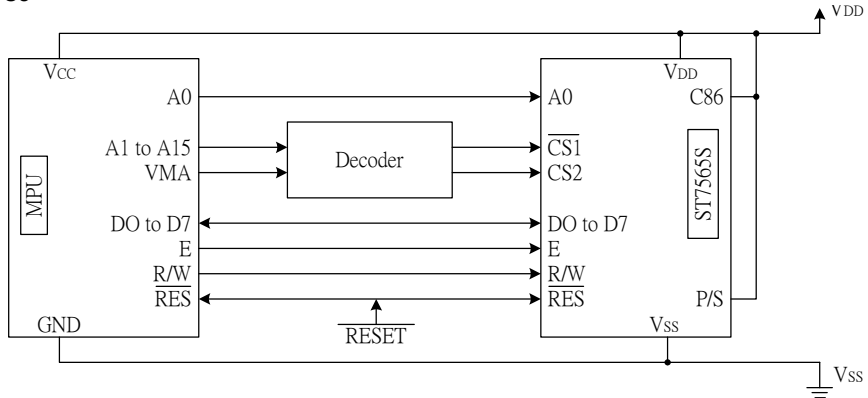 VDD
VCC
VDD
A0
A0
C86
A1 to A15
Decoder
CS1
VMA
CS2
MPU
ST7565S
DO to D7
DO to D7
E
E
R/W
R/W
RES
RES
P/S
RESET
GND
VSS
VSS